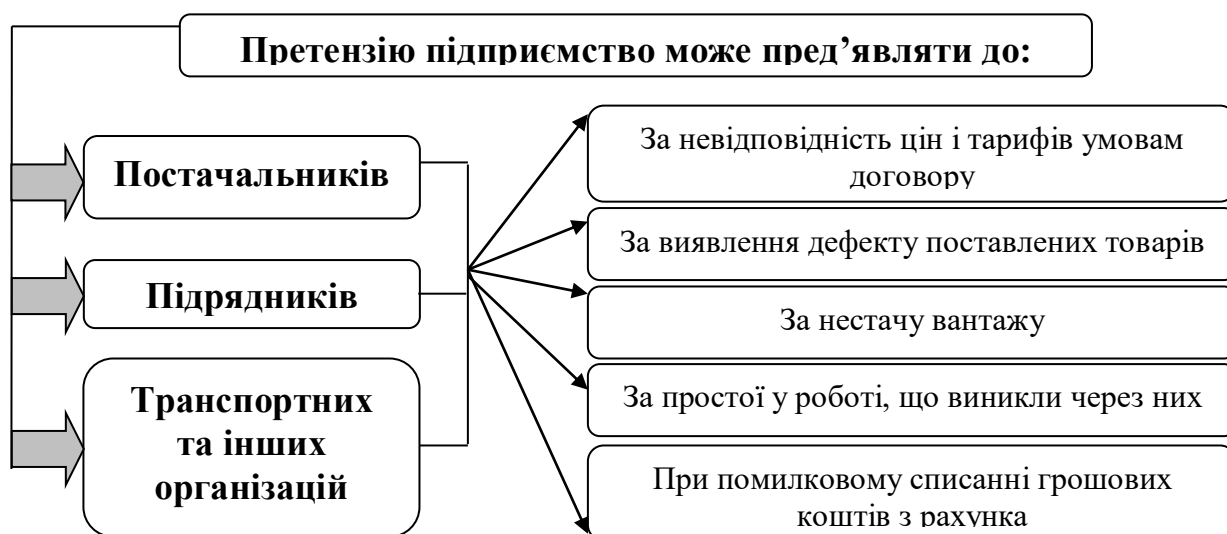 Претензію підприємство може пред’являти до:
Постачальників
Підрядників
Транспортних
та інших
організацій
За невідповідність цін і тарифів умовам
договору
За виявлення дефекту поставлених товарів
За нестачу вантажу
За простої у роботі, що виникли через них
При помилковому списанні грошових
коштів з рахунка